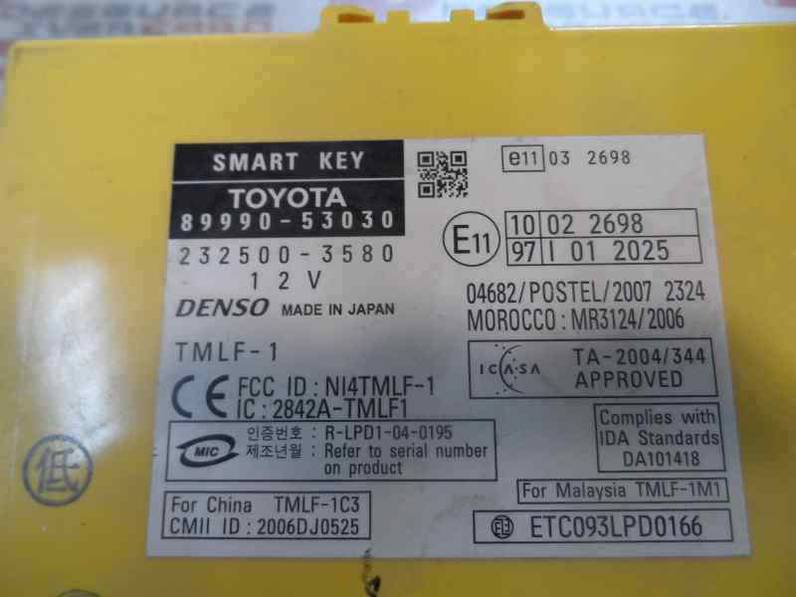 SMART KEY
TOYOTA
89990-53030
232500-3580
12V
DENSO MADE IN JAPAN
TMLF-1
FCC ID : NI4TMLF-1
IC : 2842A-TMLF1
MIC
인증번호 : R-LPD1-04-0195
제조년월 : Refer to serial number
on product
For China TMLF-1C3
CMII ID : 2006DJ0525
e11 03 2698
E11
10 02 2698
97 I 01 2025
04682/POSTEL/2007 2324
MOROCCO : MR3124/2006
ICASA
TA-2004/344
APPROVED
Complies with
IDA Standards
DA101418
For Malaysia TMLF-1M1
ETC093LPD0166
低